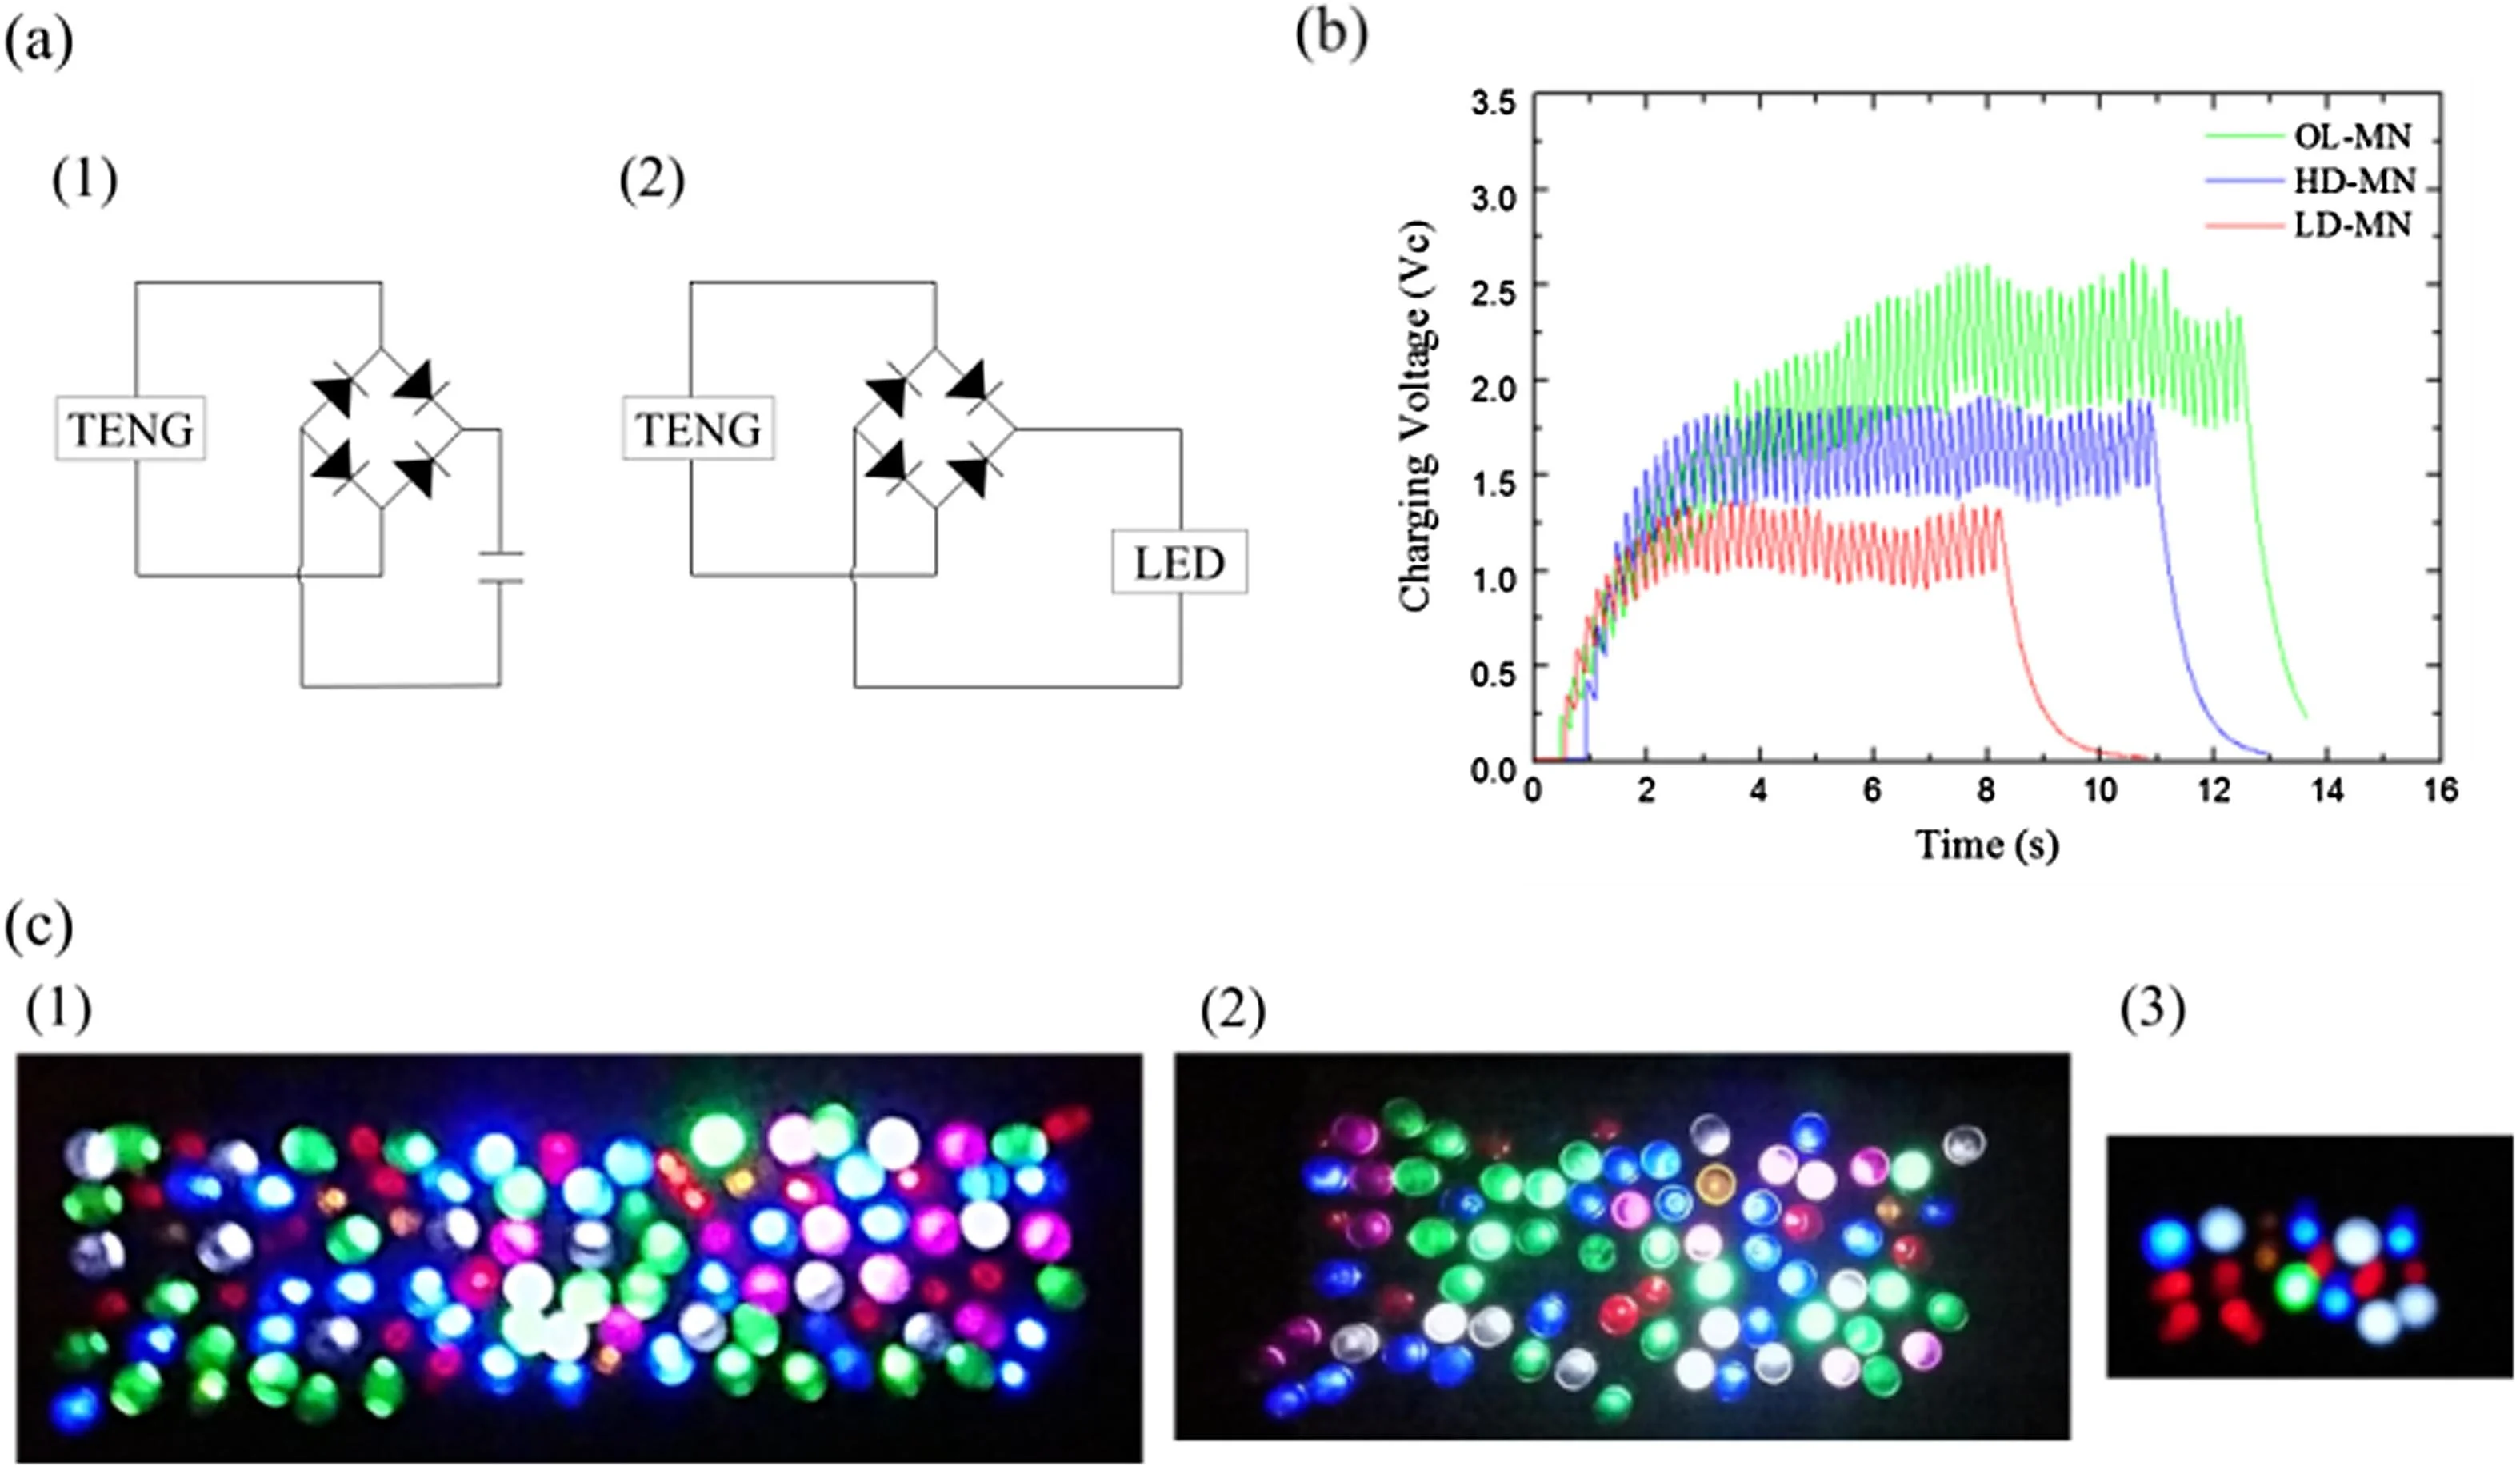 (a)
(1)
(2)
TENG
TENG
LED
(b)
Charging Voltage (Vc)
3.5
3.0
2.5
2.0
1.5
1.0
0.5
0.0
OL-MN
HD-MN
LD-MN
0 2 4 6 8 10 12 14 16
Time (s)
(c)
(1)
(2)
(3)